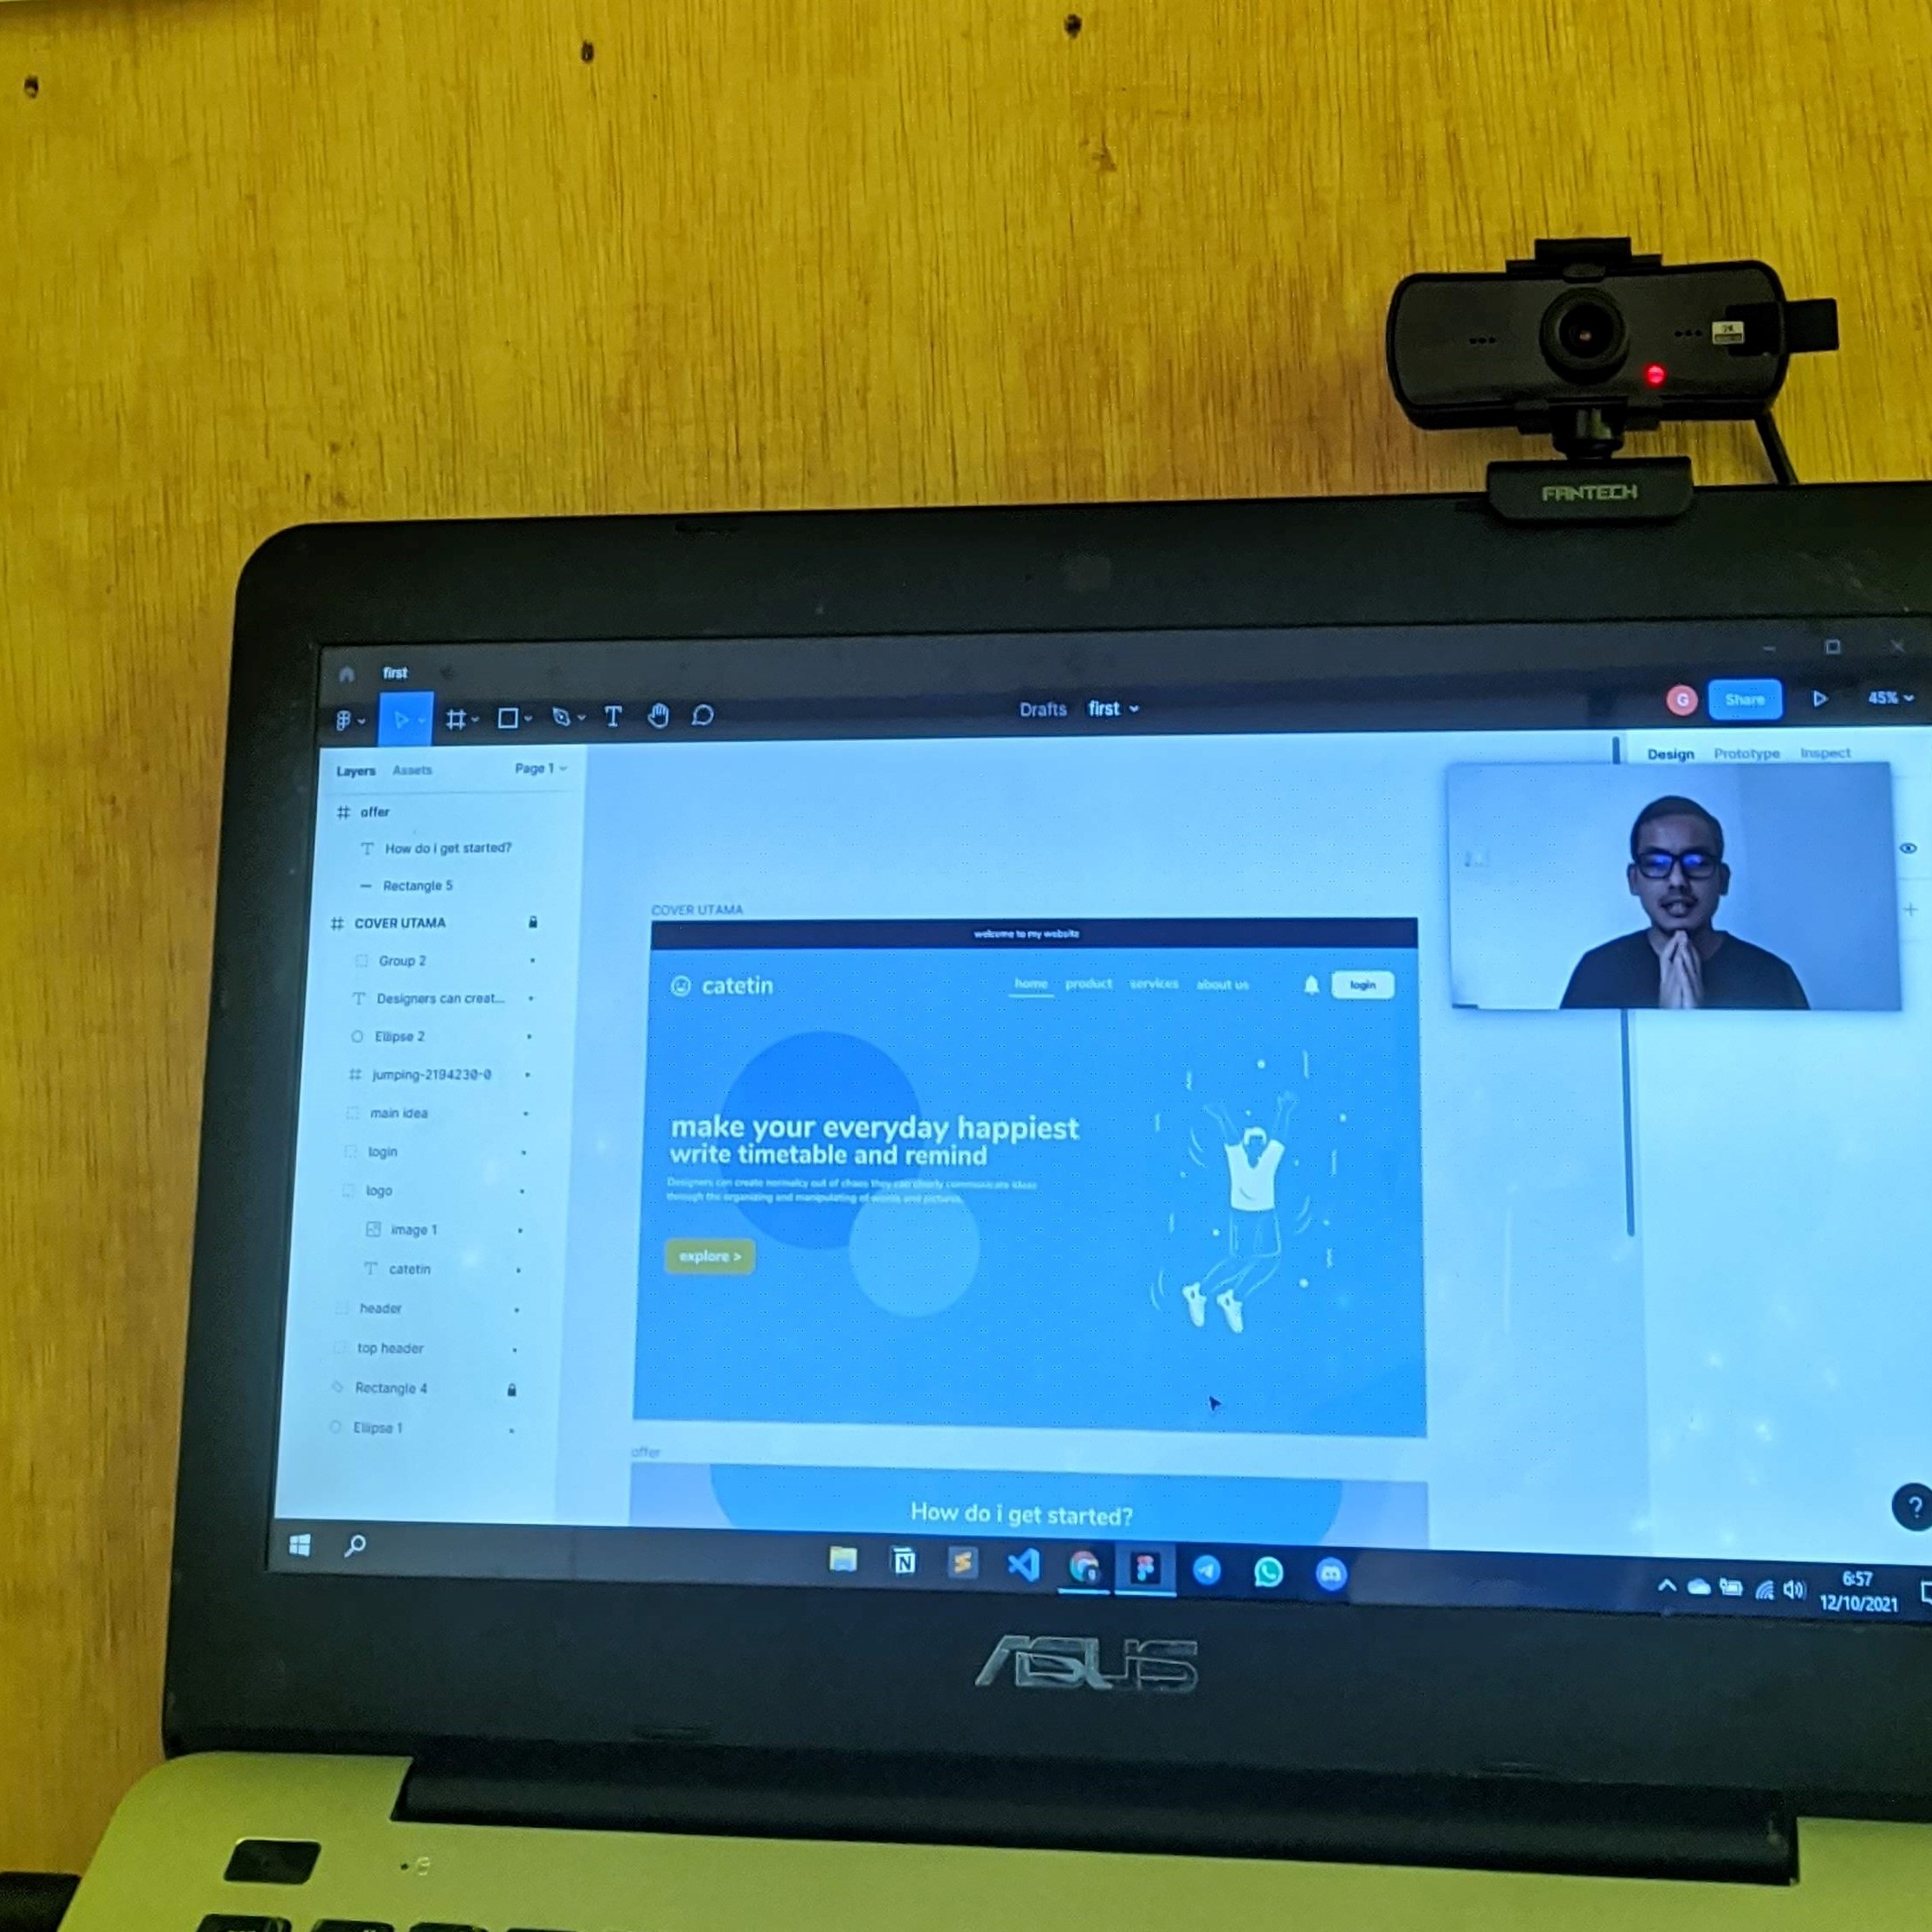 2K
FANTECH
first
Drafts first
G
Share
45%
Layers Assets Page 1
Design Prototype Inspect
offer
How do i get started?
Rectangle 5
COVER UTAMA
Group 2
Designers can creat...
Ellipse 2
jumping-2194230-0
main idea
login
logo
image 1
catetin
header
top header
Rectangle 4
Ellipse 1
COVER UTAMA
welcome to my website
catetin
home product services about us
login
make your everyday happiest
write timetable and remind
Designers can create normalcy out of chaos they can clearly communicate ideas
through the organizing and manipulating of words and pictures.
explore >
offer
How do i get started?
?
6:57
12/10/2021
ASUS